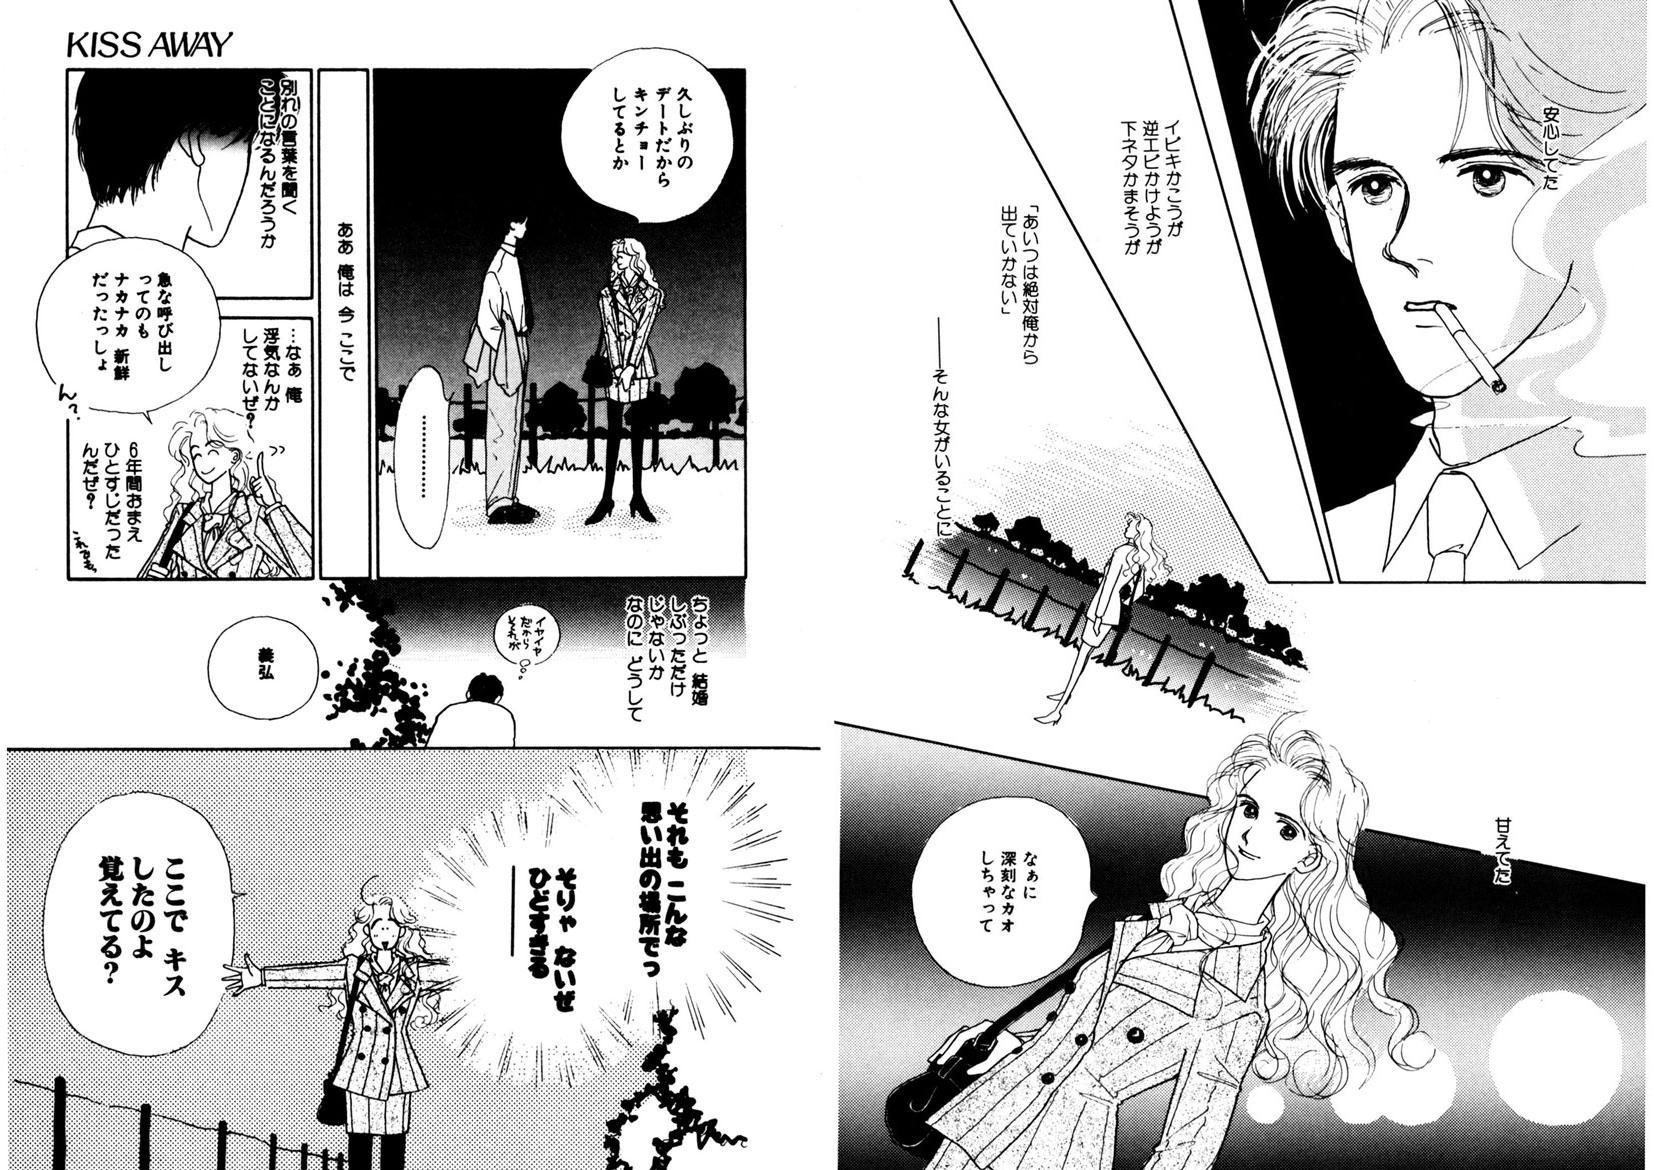 安心してた
イビキかこうが
逆エビかけようが
下ネタかまそうが
「あいつは絶対俺から
出ていかない」
――そんな女がいることに
甘えてた
なぁに
深刻なカオ
しちゃって
KISS AWAY
久しぶりの
デートだから
キンチョー
してるとか
………………
ああ 俺は 今 ここで
別れの言葉を聞く
ことになるんだろうか
急な呼び出し
ってのも
ナカナカ 新鮮
だったっしょ
…なあ 俺
浮気なんか
してないぜ?
ん?
6年間おまえ
ひとすじだった
んだぜ?
ちょっと 結婚
しぶっただけ
じゃないか
なのに どうして
イヤイヤ
だから
それが
義弘
それも こんな
思い出の場所でっ
そりゃ ないぜ
ひどすぎる
――
ここで キス
したのよ
覚えてる?